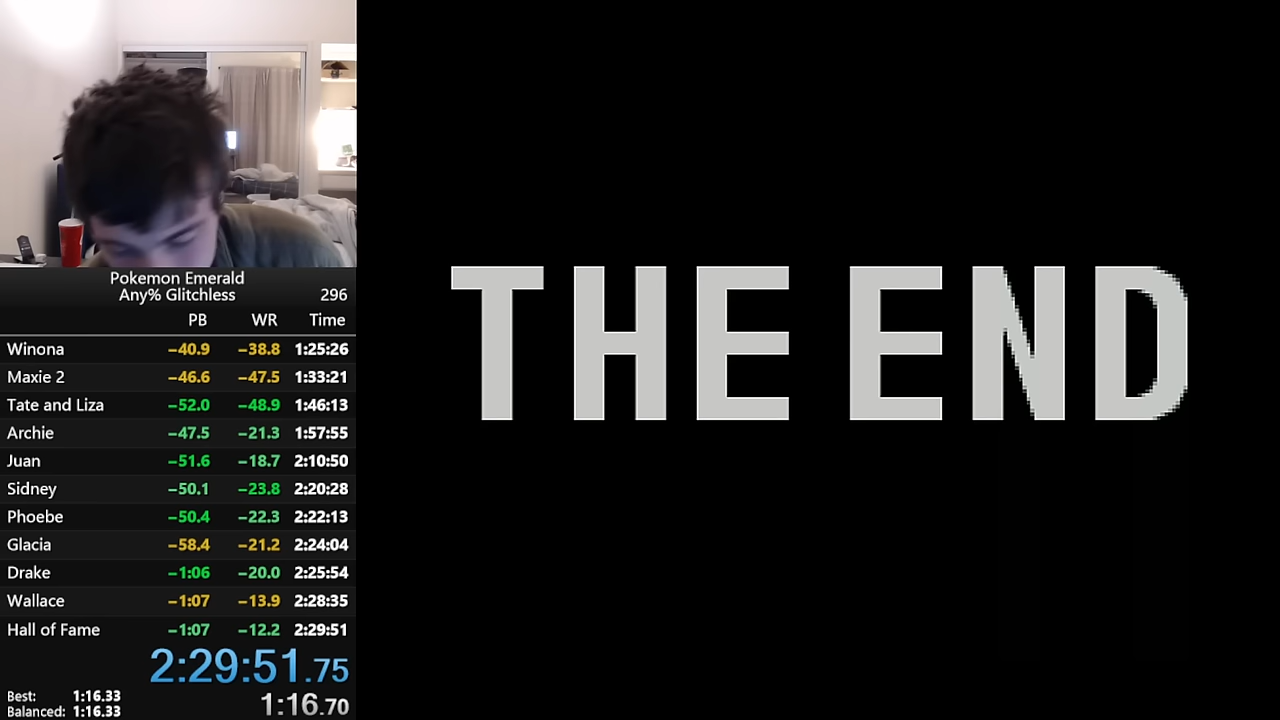 Pokemon Emerald
Any% Glitchless 296
PB WR Time
Winona −40.9 −38.8 1:25:26
Maxie 2 −46.6 −47.5 1:33:21
Tate and Liza −52.0 −48.9 1:46:13
Archie −47.5 −21.3 1:57:55
Juan −51.6 −18.7 2:10:50
Sidney −50.1 −23.8 2:20:28
Phoebe −50.4 −22.3 2:22:13
Glacia −58.4 −21.2 2:24:04
Drake −1:06 −20.0 2:25:54
Wallace −1:07 −13.9 2:28:35
Hall of Fame −1:07 −12.2 2:29:51
2:29:51.75
Best: 1:16.33
Balanced: 1:16.33
1:16.70
THE END